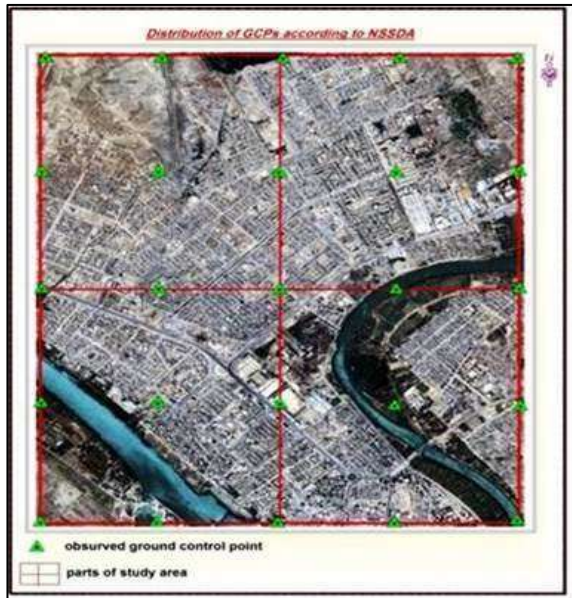 Distribution of GCPs according to NSSDA
obsurved ground control point
parts of study area